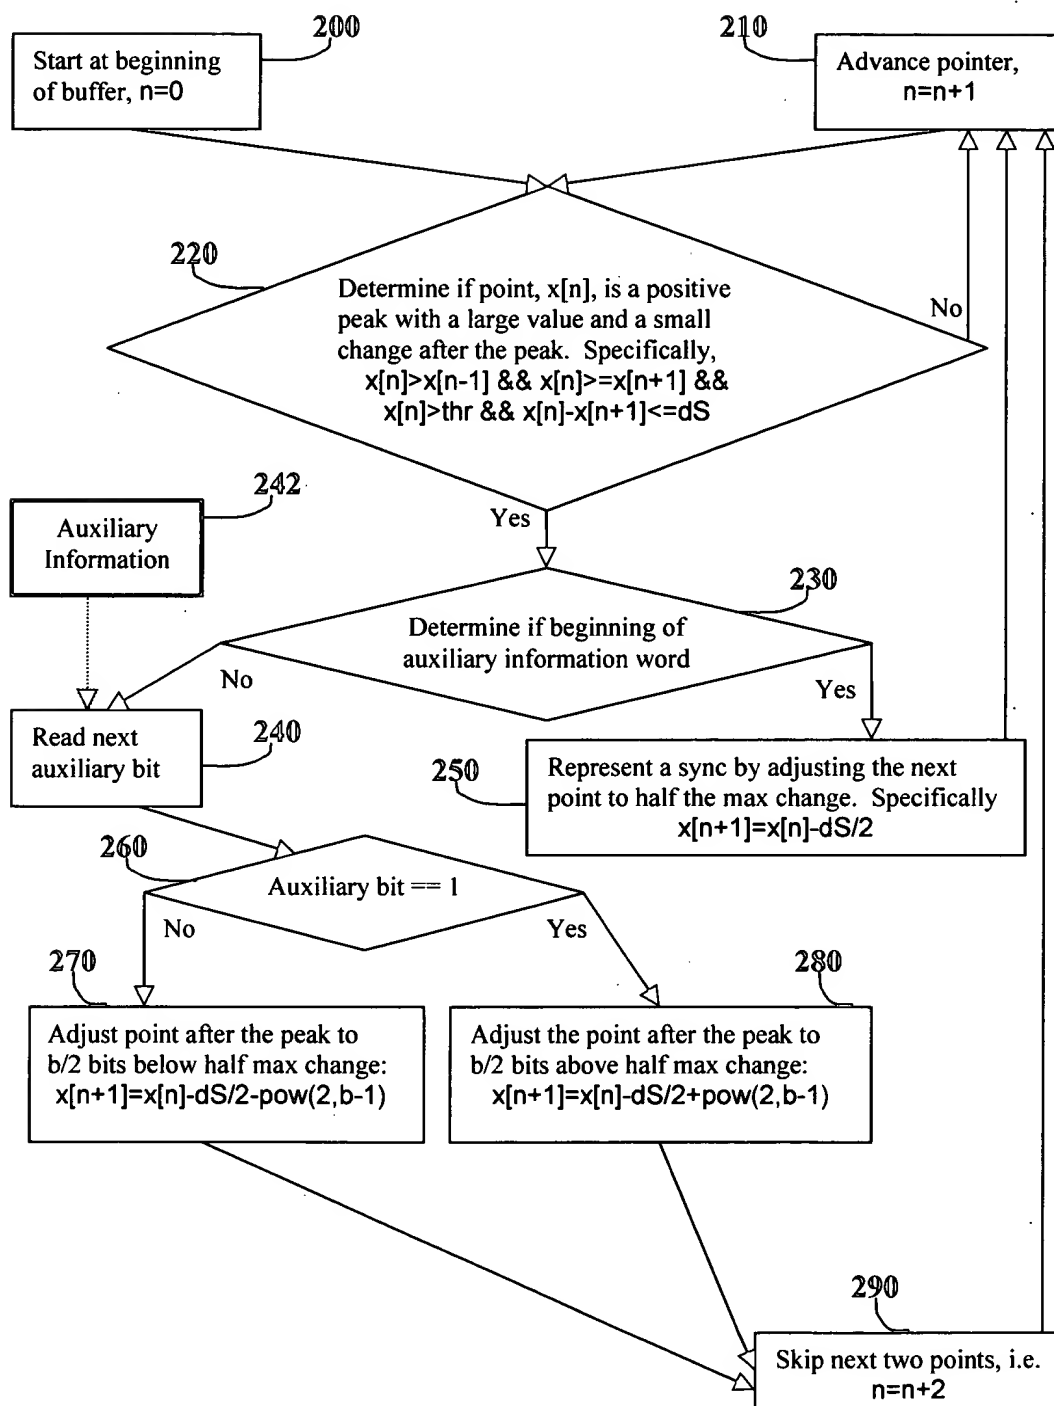 200
Start at beginning
of buffer, n=0
210
Advance pointer,
n=n+1
220
Determine if point, x[n], is a positive
peak with a large value and a small
change after the peak.  Specifically,
x[n]>x[n-1] && x[n]>=x[n+1] &&
x[n]>thr && x[n]-x[n+1]<=dS
No
Yes
242
Auxiliary
Information
230
Determine if beginning of
auxiliary information word
No
Yes
Read next
auxiliary bit
240
250
Represent a sync by adjusting the next
point to half the max change.  Specifically
x[n+1]=x[n]-dS/2
260
Auxiliary bit == 1
No
Yes
270
Adjust point after the peak to
b/2 bits below half max change:
x[n+1]=x[n]-dS/2-pow(2,b-1)
280
Adjust the point after the peak to
b/2 bits above half max change:
x[n+1]=x[n]-dS/2+pow(2,b-1)
290
Skip next two points, i.e.
n=n+2